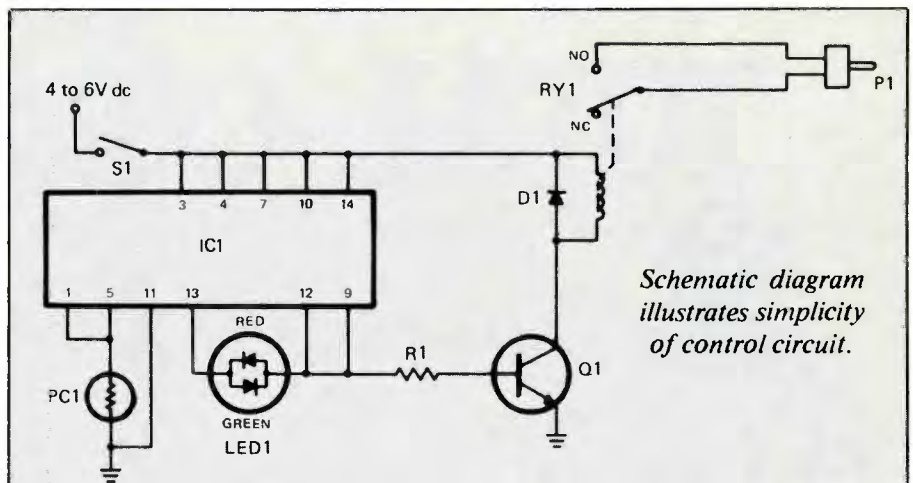 4 to 6V dc
S1
NO
RY1
NC
P1
3 4 7 10 14
IC1
D1
1 5 11 13 12 9
RED
GREEN
LED1
PC1
R1
Q1
Schematic diagram
illustrates simplicity
of control circuit.